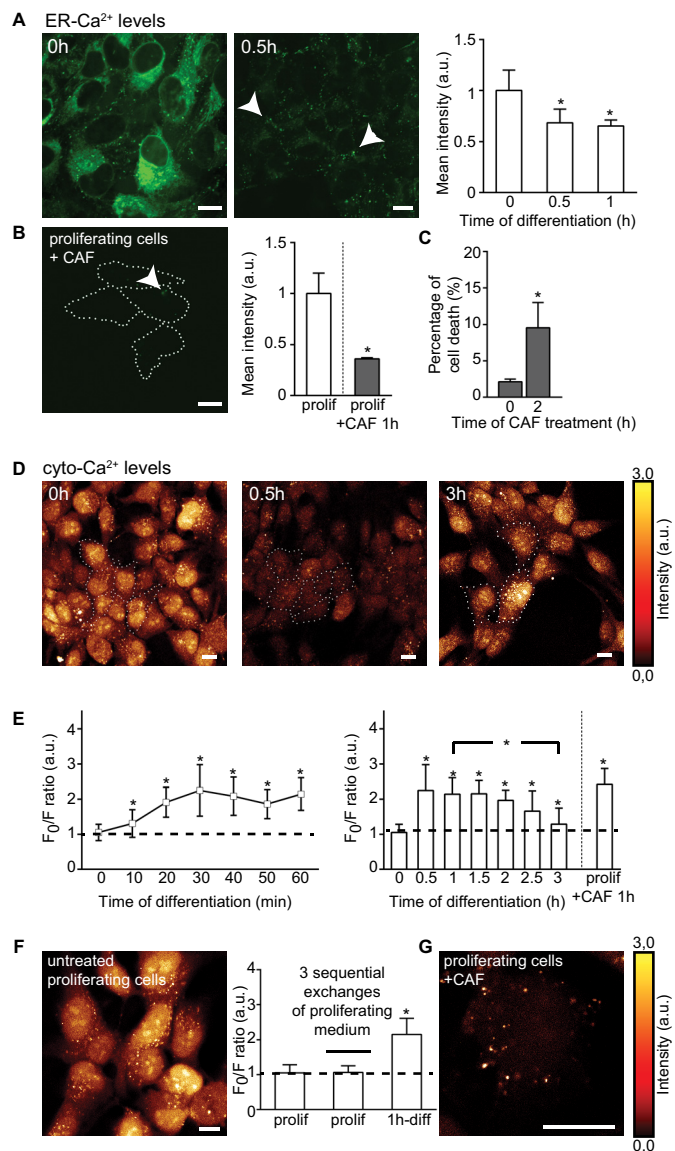 A ER-Ca²⁺ levels
0h
0.5h
Mean intensity (a.u.)
1.5
1
0.5
0
*
*
0 0.5 1
Time of differentiation (h)
B
proliferating cells
+ CAF
Mean intensity (a.u.)
1.5
1
0.5
0
*
prolif prolif
+CAF 1h
C
Percentage of
cell death (%)
20
15
10
5
0
*
0 2
Time of CAF treatment (h)
D cyto-Ca²⁺ levels
0h
0.5h
3h
3.0
Intensity (a.u.)
0,0
E
F₀/F ratio (a.u.)
4
3
2
1
0
* * * * * *
0 10 20 30 40 50 60
Time of differentiation (min)
F₀/F ratio (a.u.)
4
3
2
1
0
*
* * * * * * *
0 0.5 1 1.5 2 2.5 3
Time of differentiation (h)
prolif
+CAF 1h
F
untreated
proliferating cells
F₀/F ratio (a.u.)
4
3
2
1
0
3 sequential
exchanges
of proliferating
medium
*
prolif prolif 1h-diff
G
proliferating cells
+CAF
3,0
Intensity (a.u.)
0,0